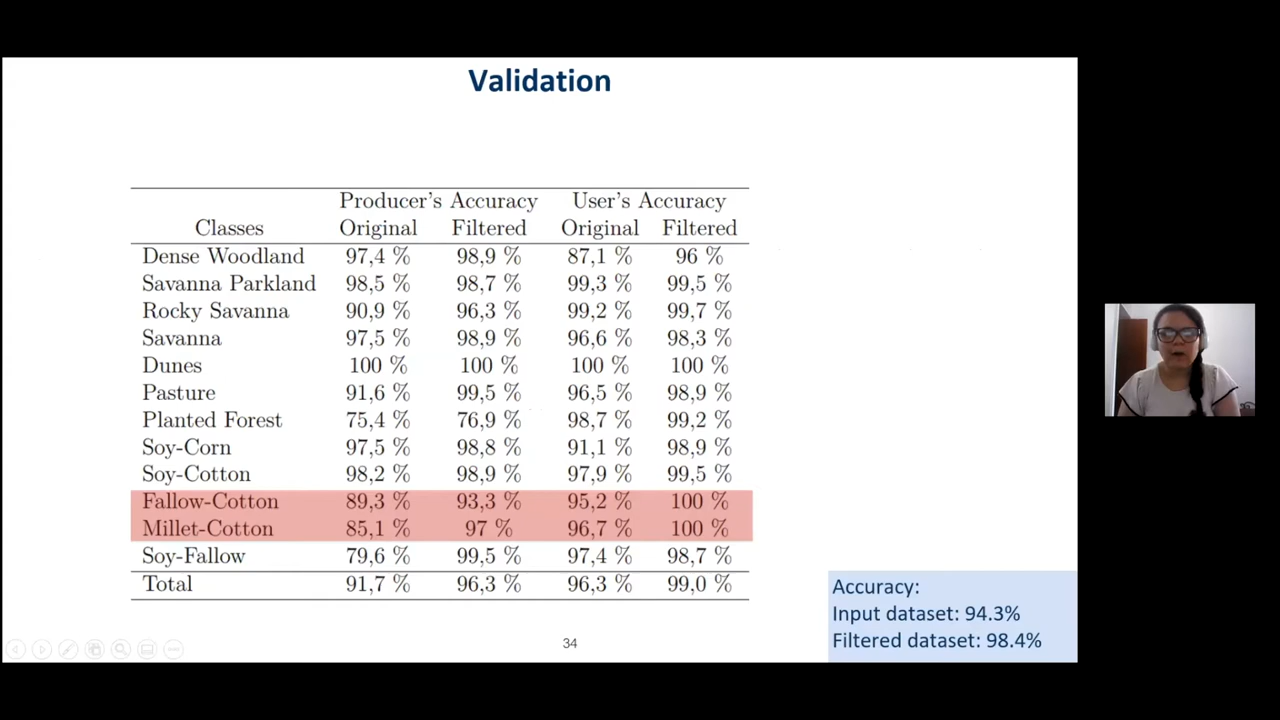 Validation
Producer's Accuracy User's Accuracy
Classes Original Filtered Original Filtered
Dense Woodland 97,4 % 98,9 % 87,1 % 96 %
Savanna Parkland 98,5 % 98,7 % 99,3 % 99,5 %
Rocky Savanna 90,9 % 96,3 % 99,2 % 99,7 %
Savanna 97,5 % 98,9 % 96,6 % 98,3 %
Dunes 100 % 100 % 100 % 100 %
Pasture 91,6 % 99,5 % 96,5 % 98,9 %
Planted Forest 75,4 % 76,9 % 98,7 % 99,2 %
Soy-Corn 97,5 % 98,8 % 91,1 % 98,9 %
Soy-Cotton 98,2 % 98,9 % 97,9 % 99,5 %
Fallow-Cotton 89,3 % 93,3 % 95,2 % 100 %
Millet-Cotton 85,1 % 97 % 96,7 % 100 %
Soy-Fallow 79,6 % 99,5 % 97,4 % 98,7 %
Total 91,7 % 96,3 % 96,3 % 99,0 %
Accuracy:
Input dataset: 94.3%
Filtered dataset: 98.4%
34